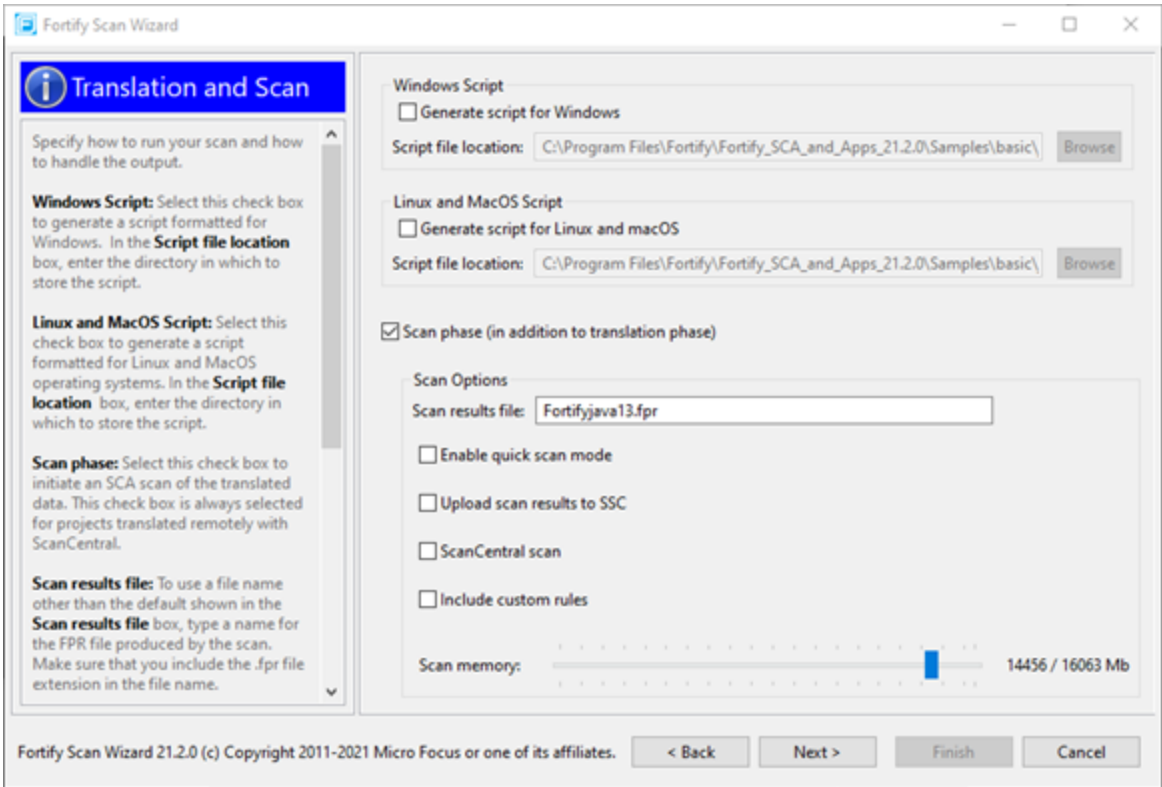 Fortify Scan Wizard
Translation and Scan
Specify how to run your scan and how
to handle the output.
Windows Script: Select this check box
to generate a script formatted for
Windows. In the Script file location
box, enter the directory in which to
store the script.
Linux and MacOS Script: Select this
check box to generate a script
formatted for Linux and MacOS
operating systems. In the Script file
location box, enter the directory in
which to store the script.
Scan phase: Select this check box to
initiate an SCA scan of the translated
data. This check box is always selected
for projects translated remotely with
ScanCentral.
Scan results file: To use a file name
other than the default shown in the
Scan results file box, type a name for
the FPR file produced by the scan.
Make sure that you include the .fpr file
extension in the file name.
Windows Script
Generate script for Windows
Script file location: C:\Program Files\Fortify\Fortify_SCA_and_Apps_21.2.0\Samples\basic\ Browse
Linux and MacOS Script
Generate script for Linux and macOS
Script file location: C:\Program Files\Fortify\Fortify_SCA_and_Apps_21.2.0\Samples\basic\ Browse
Scan phase (in addition to translation phase)
Scan Options
Scan results file: Fortifyjava13.fpr
Enable quick scan mode
Upload scan results to SSC
ScanCentral scan
Include custom rules
Scan memory: 14456 / 16063 Mb
Fortify Scan Wizard 21.2.0 (c) Copyright 2011-2021 Micro Focus or one of its affiliates. < Back Next > Finish Cancel